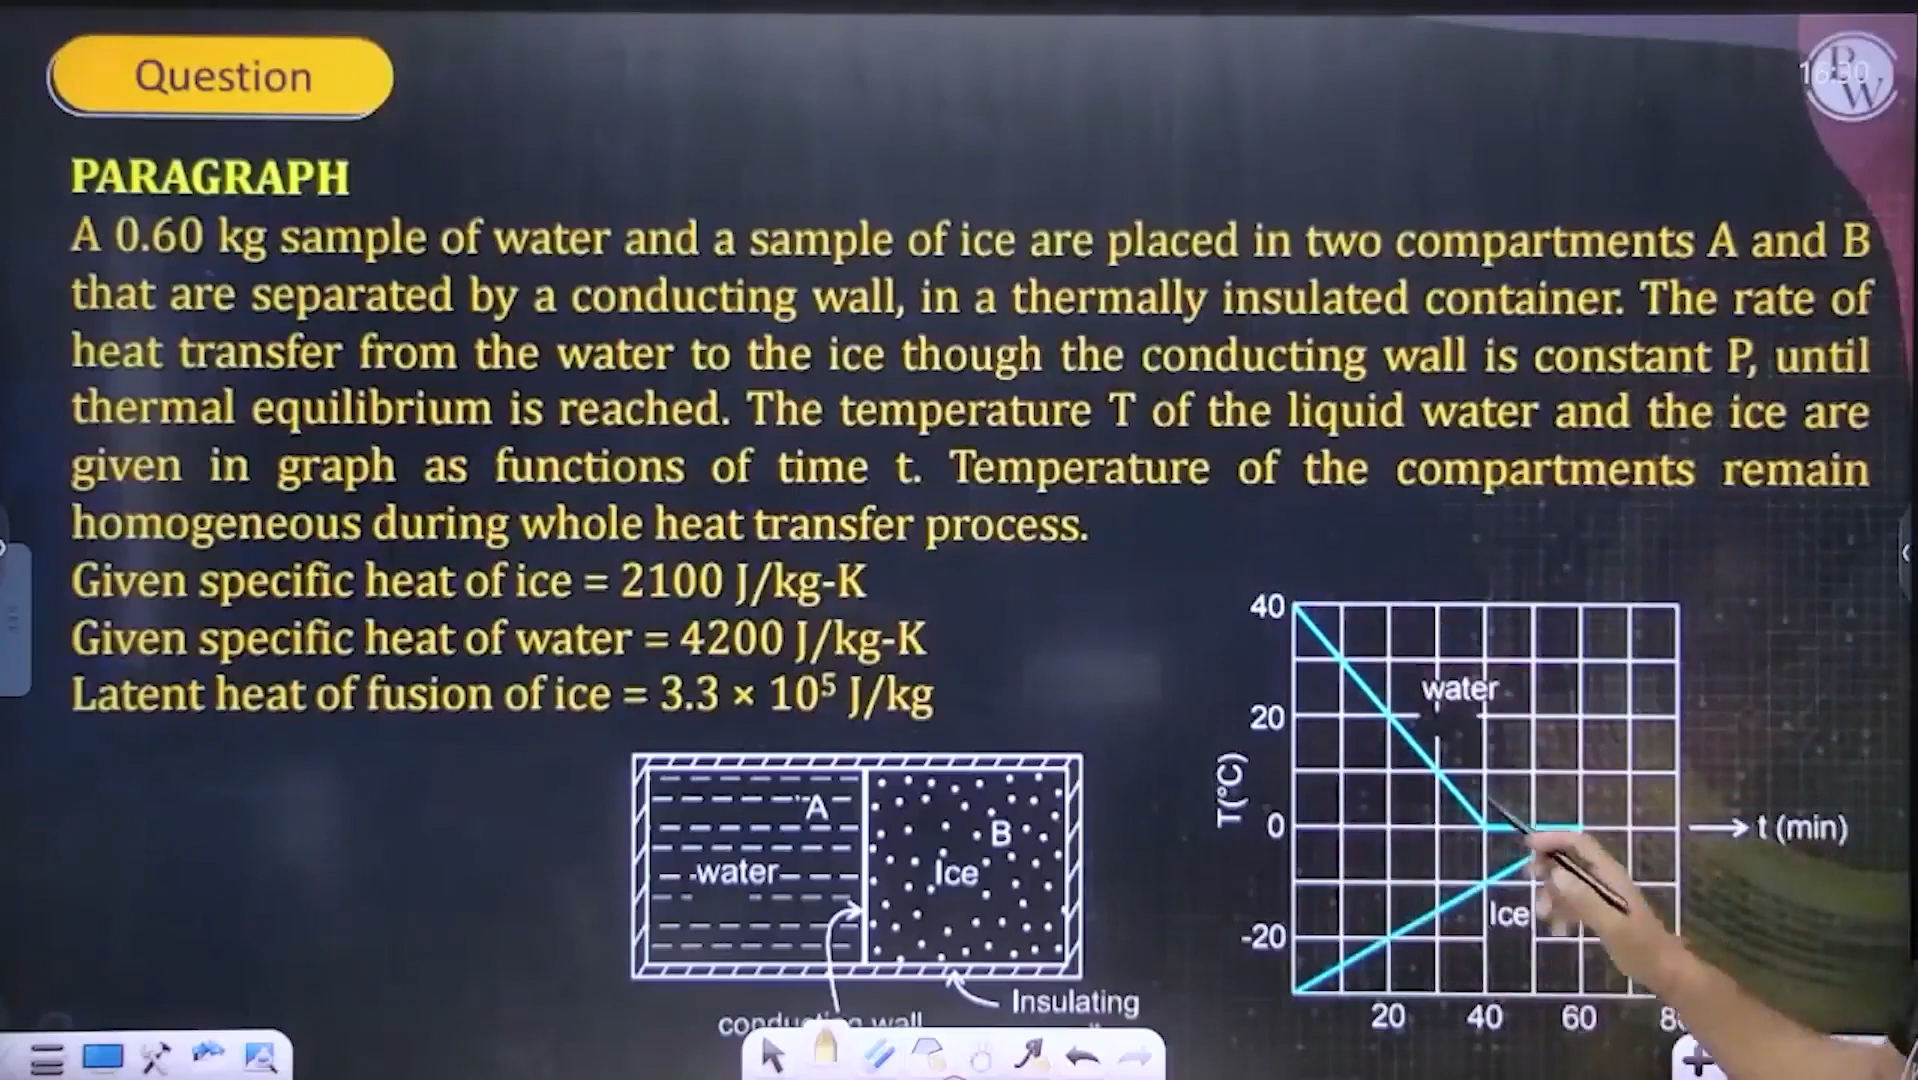 Question
16:30
PW
PARAGRAPH
A 0.60 kg sample of water and a sample of ice are placed in two compartments A and B
that are separated by a conducting wall, in a thermally insulated container. The rate of
heat transfer from the water to the ice though the conducting wall is constant P, until
thermal equilibrium is reached. The temperature T of the liquid water and the ice are
given in graph as functions of time t. Temperature of the compartments remain
homogeneous during whole heat transfer process.
Given specific heat of ice = 2100 J/kg-K
Given specific heat of water = 4200 J/kg-K
Latent heat of fusion of ice = 3.3 × 10⁵ J/kg
A
B
water
Ice
conducting wall
Insulating
40
20
0
-20
T(°C)
water
Ice
t (min)
20 40 60